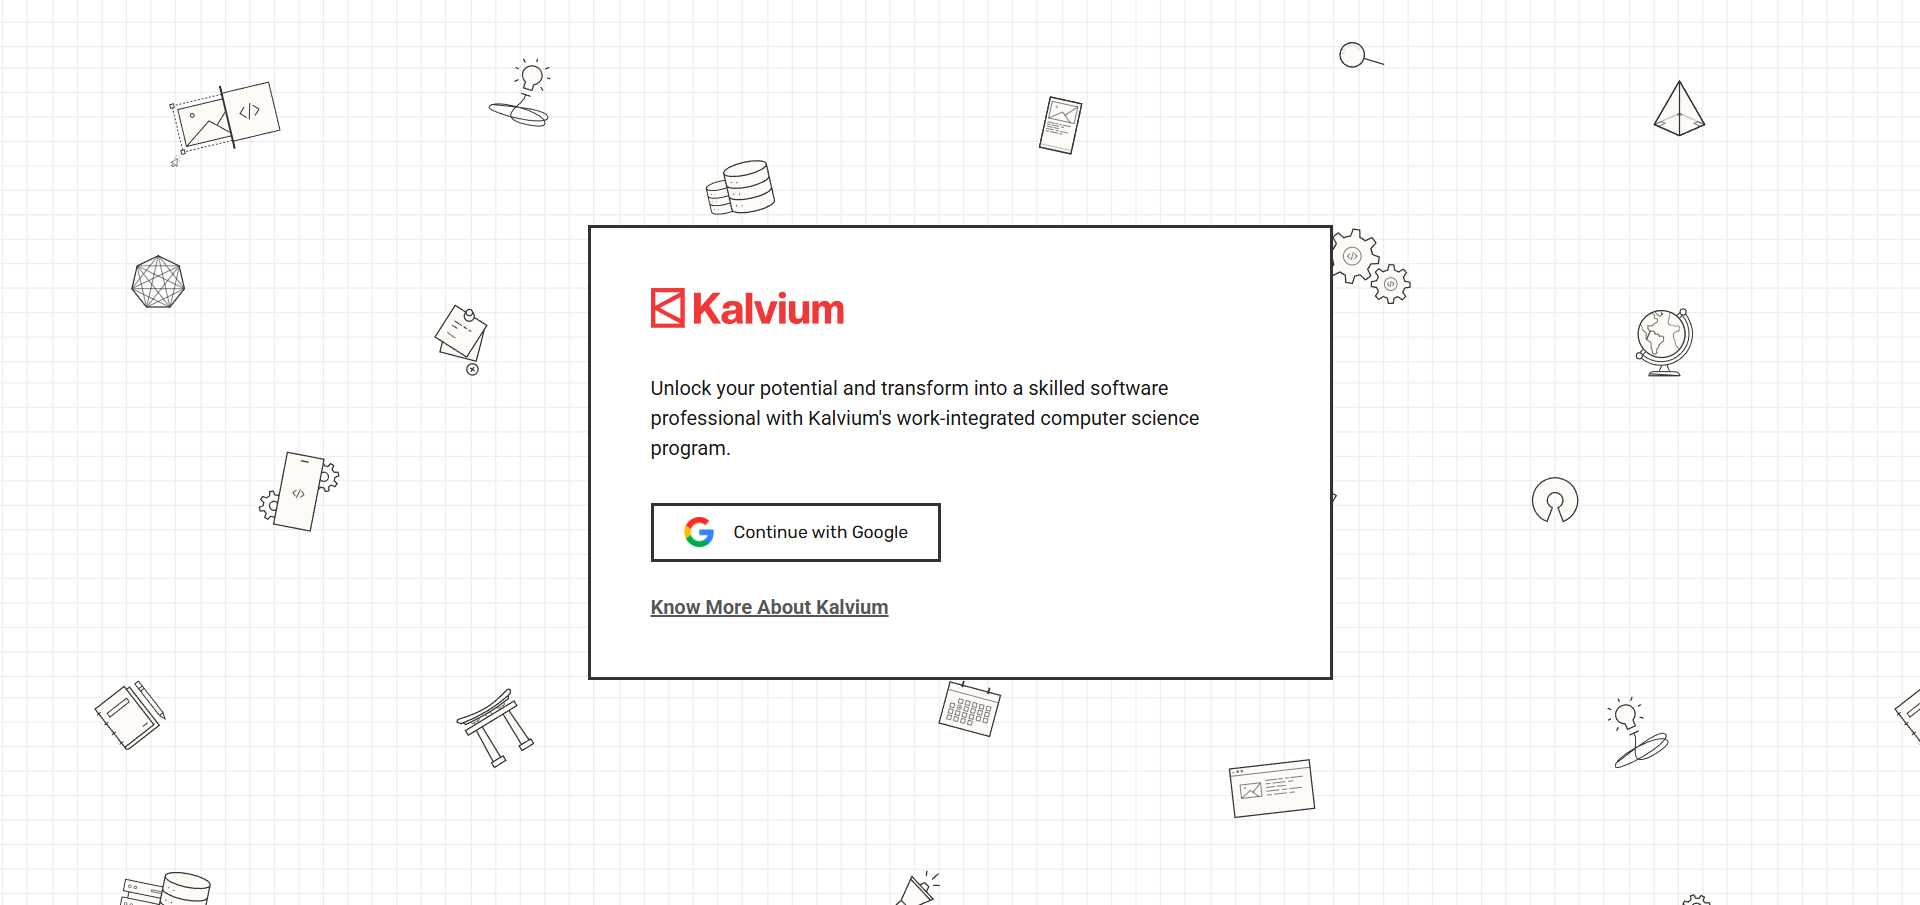 Kalvium
Unlock your potential and transform into a skilled software
professional with Kalvium's work-integrated computer science
program.
Continue with Google
Know More About Kalvium